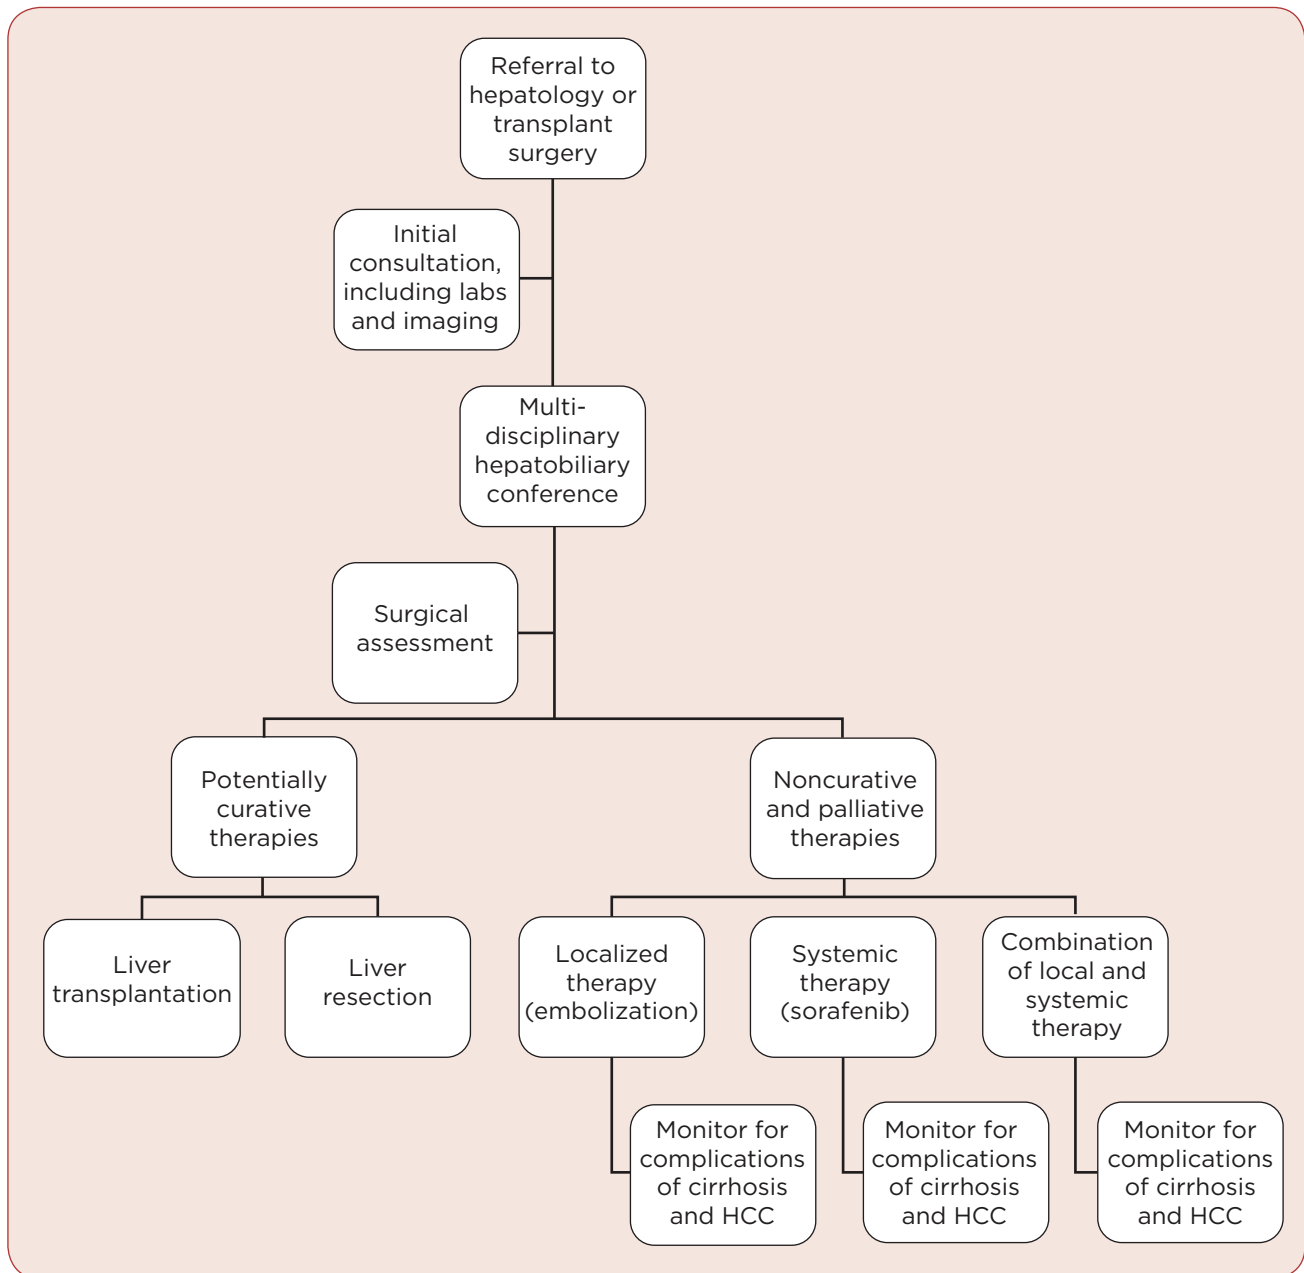 Referral to
hepatology or
transplant
surgery
Initial
consultation,
including labs
and imaging
Multi-
disciplinary
hepatobiliary
conference
Surgical
assessment
Potentially
curative
therapies
Noncurative
and palliative
therapies
Liver
transplantation
Liver
resection
Localized
therapy
(embolization)
Systemic
therapy
(sorafenib)
Combination
of local and
systemic
therapy
Monitor for
complications
of cirrhosis
and HCC
Monitor for
complications
of cirrhosis
and HCC
Monitor for
complications
of cirrhosis
and HCC